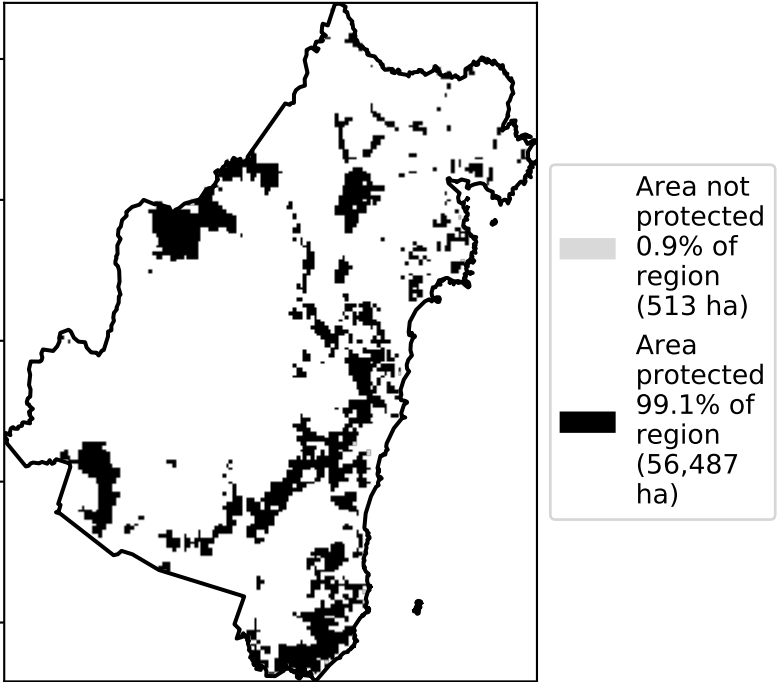 Area not
protected
0.9% of
region
(513 ha)
Area
protected
99.1% of
region
(56,487
ha)